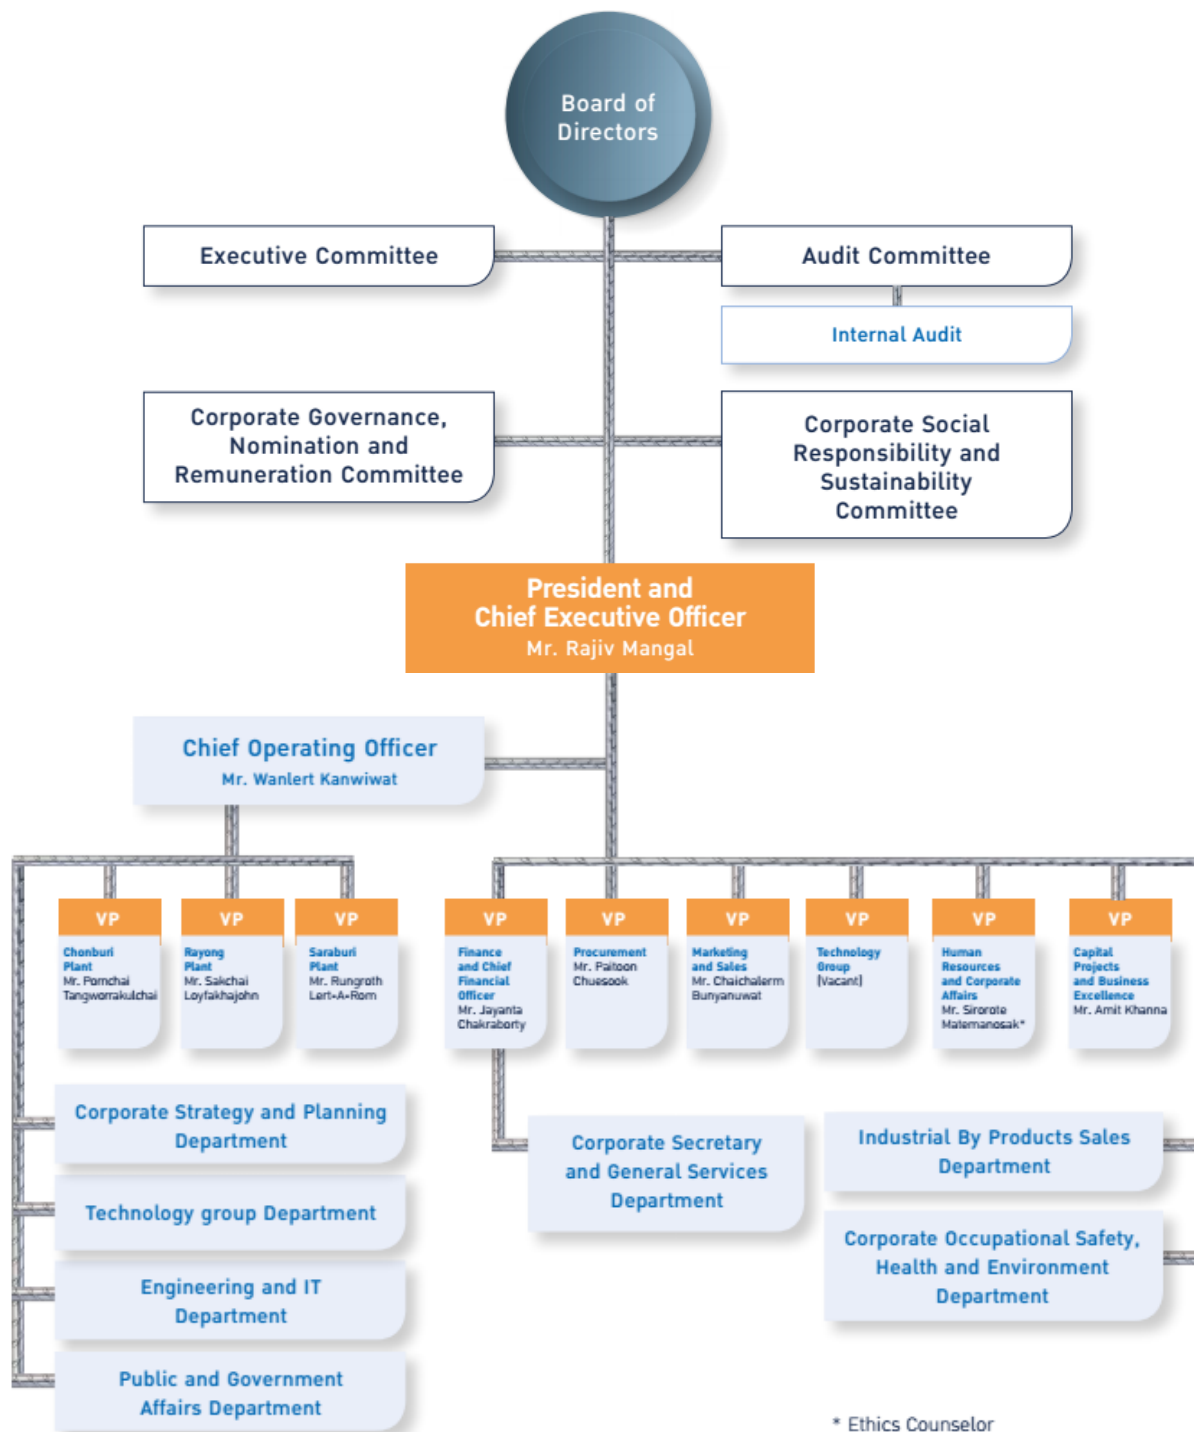 Board of
Directors
Executive Committee
Audit Committee
Internal Audit
Corporate Governance,
Nomination and
Remuneration Committee
Corporate Social
Responsibility and
Sustainability
Committee
President and
Chief Executive Officer
Mr. Rajiv Mangal
Chief Operating Officer
Mr. Wanlert Kanwiwat
VP
Chonburi
Plant
Mr. Pornchai
Tangworrakulchai
VP
Rayong
Plant
Mr. Sakchai
Loyfakhajohn
VP
Saraburi
Plant
Mr. Rungroth
Lert-A-Rom
VP
Finance
and Chief
Financial
Officer
Mr. Jayanta
Chakraborty
VP
Procurement
Mr. Paitoon
Chuesook
VP
Marketing
and Sales
Mr. Chaichalerm
Bunyanuwat
VP
Technology
Group
(Vacant)
VP
Human
Resources
and Corporate
Affairs
Mr. Sirorote
Matemanosak*
VP
Capital
Projects
and Business
Excellence
Mr. Amit Khanna
Corporate Strategy and Planning
Department
Technology group Department
Engineering and IT
Department
Public and Government
Affairs Department
Corporate Secretary
and General Services
Department
Industrial By Products Sales
Department
Corporate Occupational Safety,
Health and Environment
Department
* Ethics Counselor